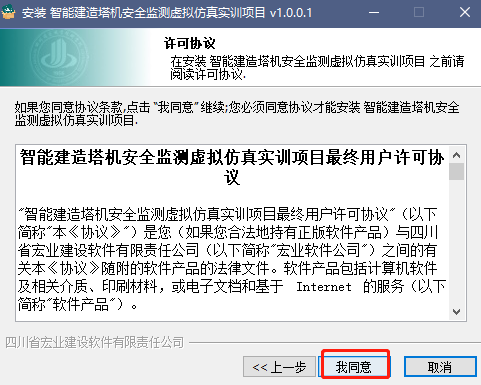 安装 智能建造塔机安全监测虚拟仿真实训项目 v1.0.0.1
许可协议
在安装 智能建造塔机安全监测虚拟仿真实训项目 之前请
阅读许可协议.
如果您同意协议条款,点击 "我同意" 继续;您必须同意协议才能安装 智能建造塔机安全
监测虚拟仿真实训项目.
智能建造塔机安全监测虚拟仿真实训项目最终用户许可协
议
"智能建造塔机安全监测虚拟仿真实训项目最终用户许可协议"（以下
简称"本《协议》"）是您（如果您合法地持有正版软件产品）与四川
省宏业建设软件有限责任公司（以下简称"宏业软件公司"）之间的有
关本《协议》随附的软件产品的法律文件。软件产品包括计算机软件
及相关介质、印刷材料，或电子文档和基于 Internet 的服务（以下
简称"软件产品"）。
四川省宏业建设软件有限责任公司
<< 上一步 我同意 取消